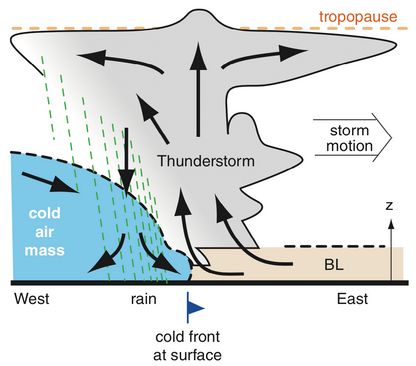 tropopause
storm
motion
Thunderstorm
cold
air
mass
z
BL
West
rain
East
cold front
at surface